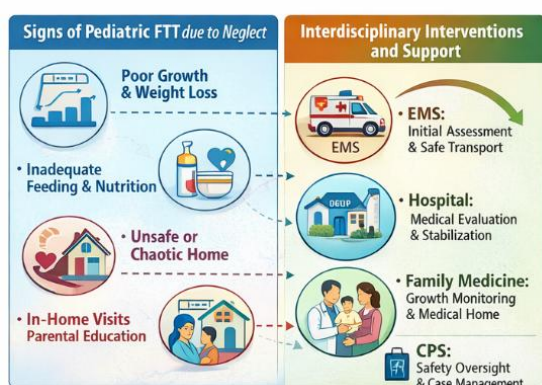 Signs of Pediatric FTT due to Neglect
Poor Growth
& Weight Loss
• Inadequate
Feeding & Nutrition
• Unsafe or
Chaotic Home
• In-Home Visits
Parental Education
Interdisciplinary Interventions
and Support
EMS
• EMS:
Initial Assessment
& Safe Transport
• Hospital:
Medical Evaluation
& Stabilization
• Family Medicine:
Growth Monitoring
& Medical Home
CPS:
Safety Oversight
& Case Management